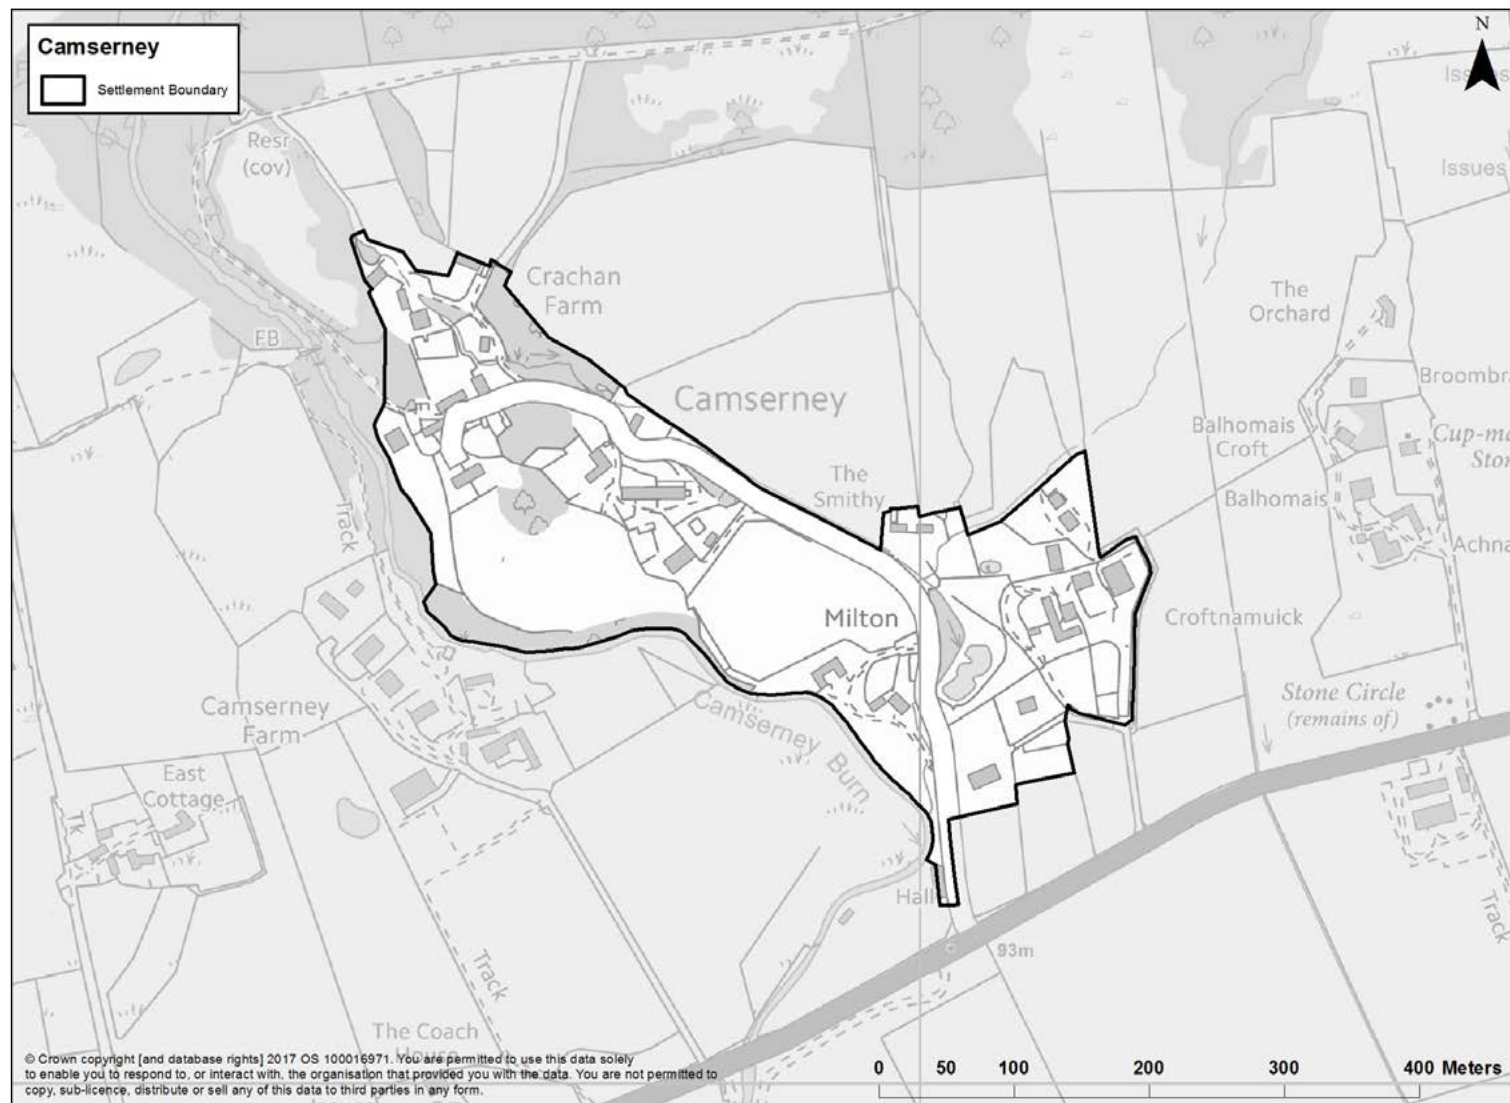 Camserney
Settlement Boundary
N
Issues
Resr
(cov)
Issues
Crachan
Farm
The
Orchard
FB
Camserney
Balhomais
Croft
The
Smithy
Balhomais
Track
Milton
Croftnamuick
Stone Circle
(remains of)
Camserney
Farm
Camserney Burn
East
Cottage
Tk
Hall
Track
93m
Track
The Coach
House
© Crown copyright [and database rights] 2017 OS 100016971. You are permitted to use this data solely
to enable you to respond to, or interact with, the organisation that provided you with the data. You are not permitted to
copy, sub-licence, distribute or sell any of this data to third parties in any form.
0 50 100 200 300 400 Meters